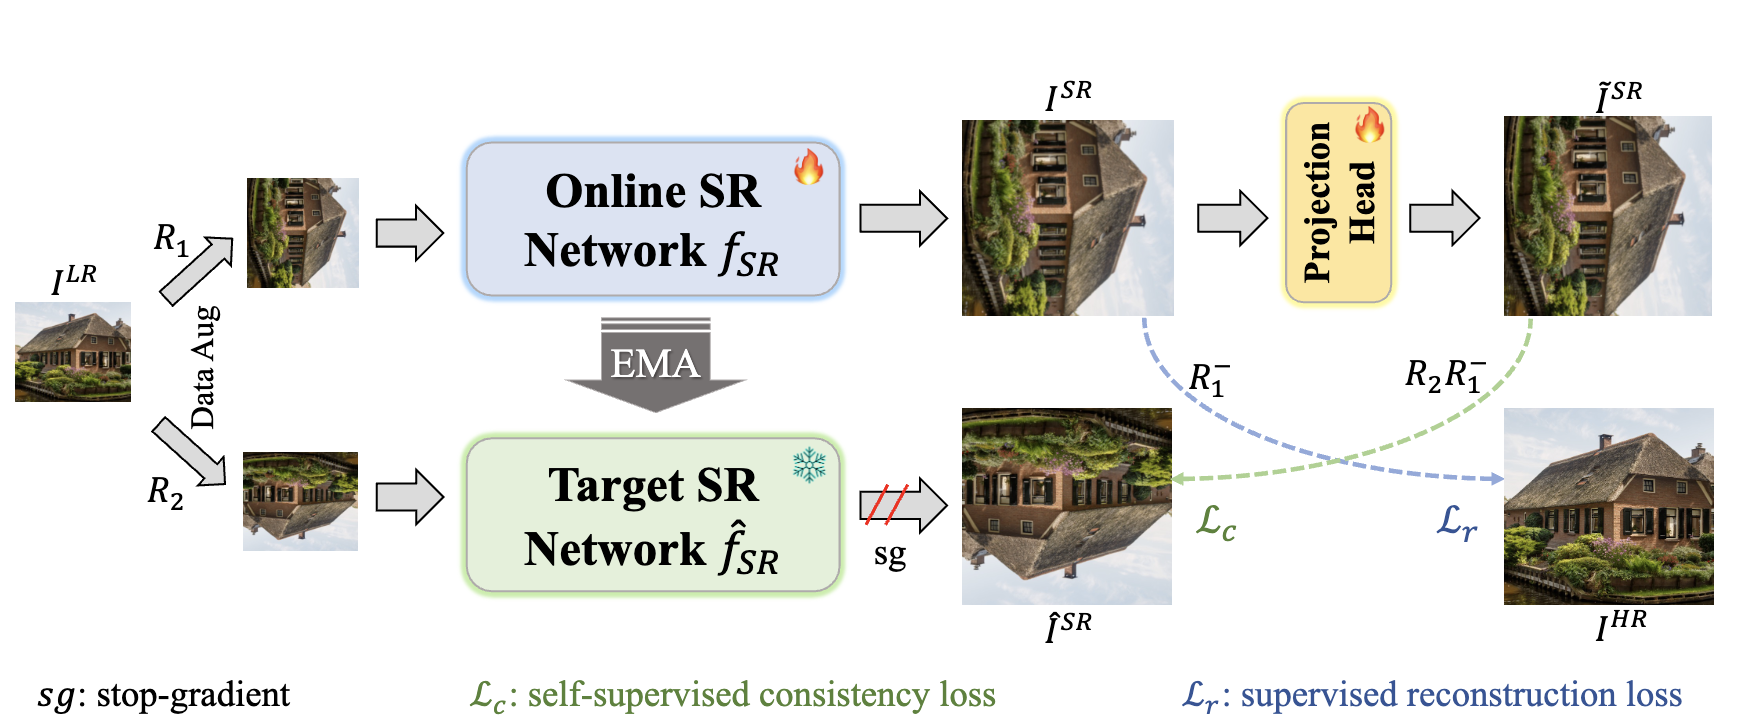 I^{LR}
R_1
Data Aug
R_2
Online SR
Network f_{SR}
EMA
Target SR
Network \hat{f}_{SR}
sg
I^{SR}
Projection
Head
\tilde{I}^{SR}
R_1^-
R_2R_1^-
\mathcal{L}_c
\mathcal{L}_r
\hat{I}^{SR}
I^{HR}
sg: stop-gradient
\mathcal{L}_c: self-supervised consistency loss
\mathcal{L}_r: supervised reconstruction loss